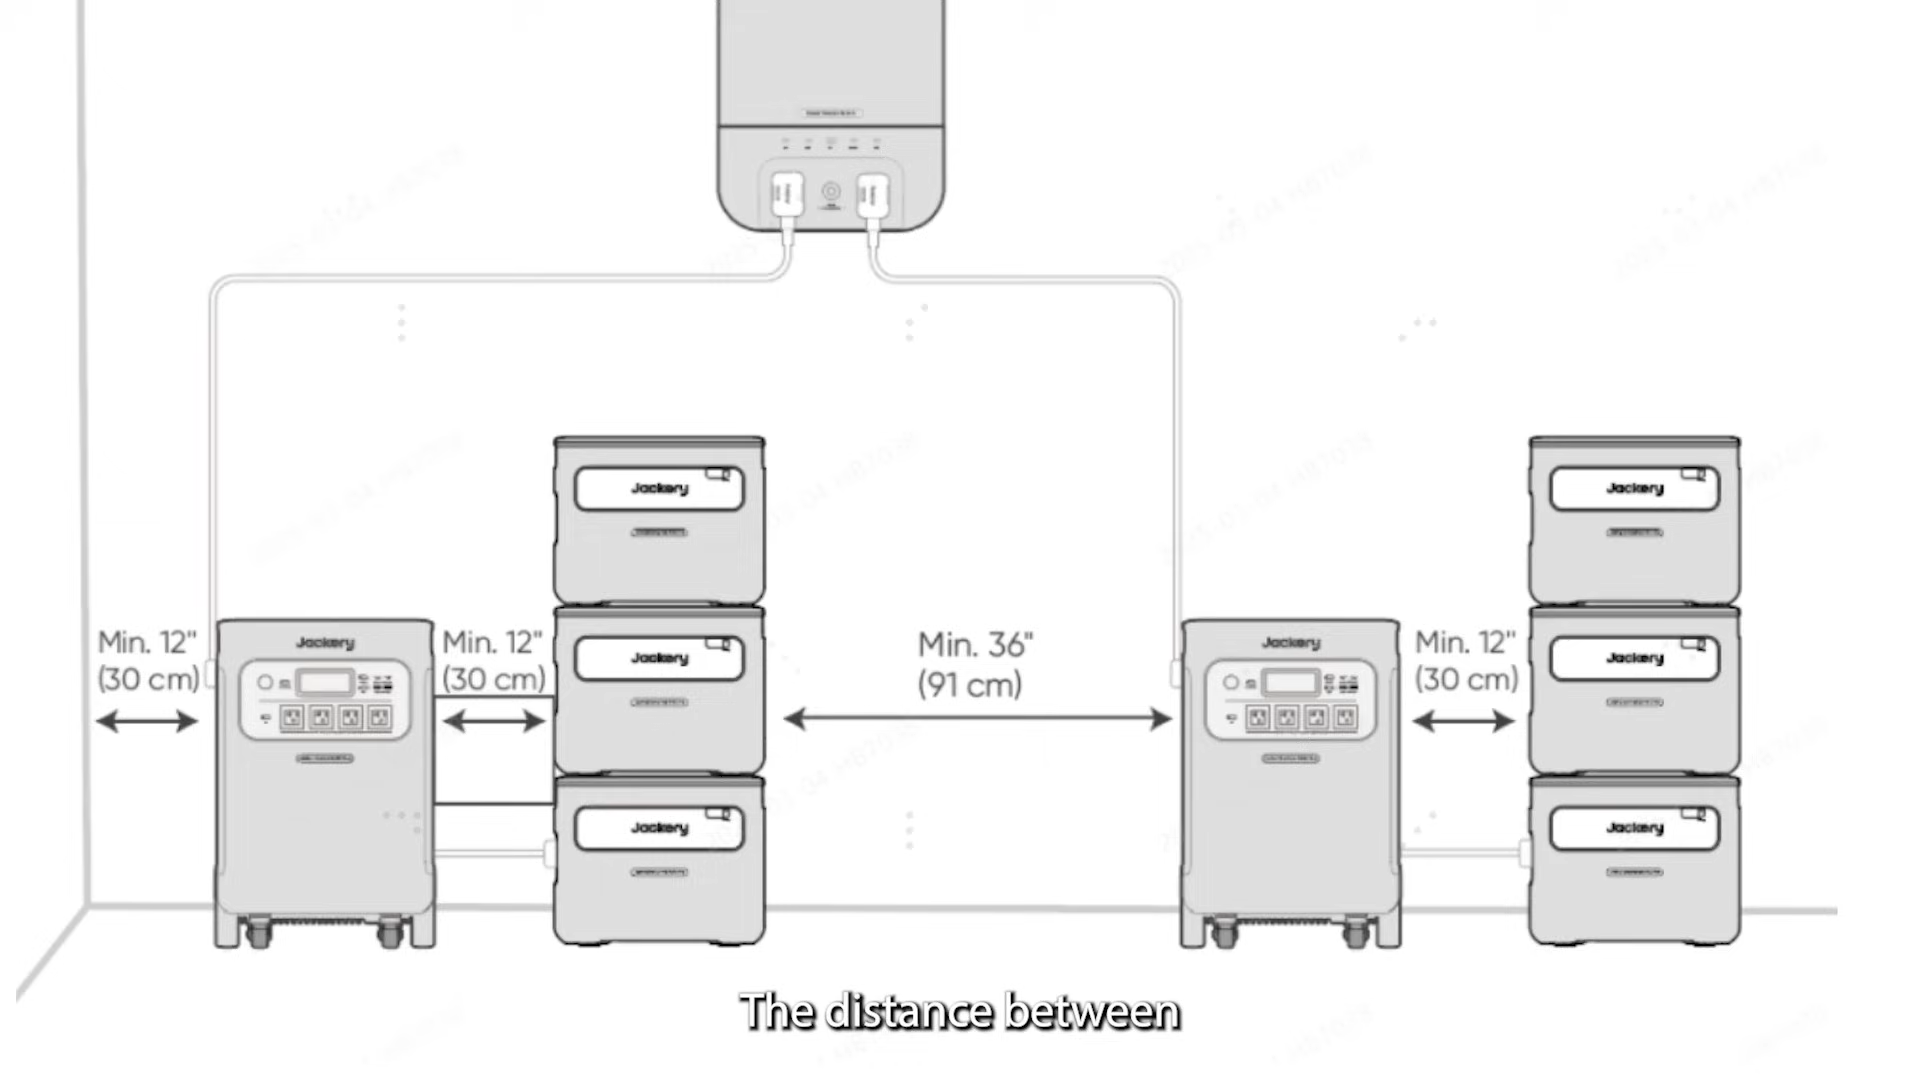 Jackery
Jackery
Min. 12"
(30 cm)
Jackery
Min. 12"
(30 cm)
Jackery
Min. 36"
(91 cm)
Jackery
Min. 12"
(30 cm)
Jackery
Jackery
Jackery
The distance between